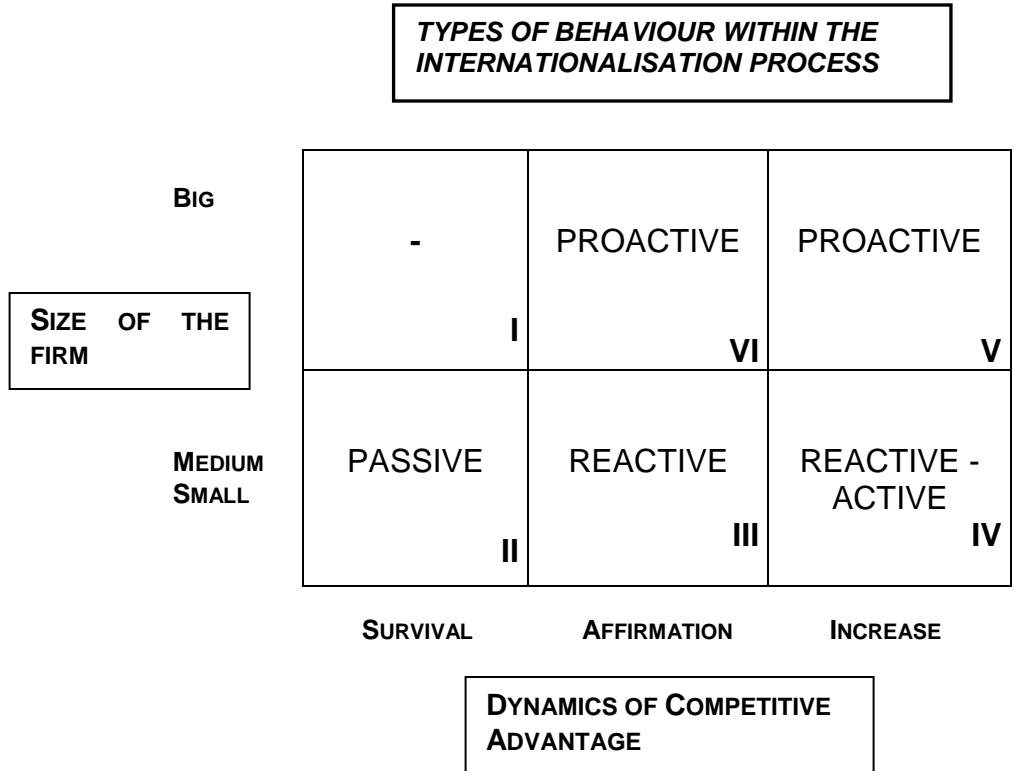 TYPES OF BEHAVIOUR WITHIN THE
INTERNATIONALISATION PROCESS
BIG
-
I
PROACTIVE
VI
PROACTIVE
V
SIZE OF THE
FIRM
MEDIUM
SMALL
PASSIVE
II
REACTIVE
III
REACTIVE -
ACTIVE
IV
SURVIVAL
AFFIRMATION
INCREASE
DYNAMICS OF COMPETITIVE
ADVANTAGE